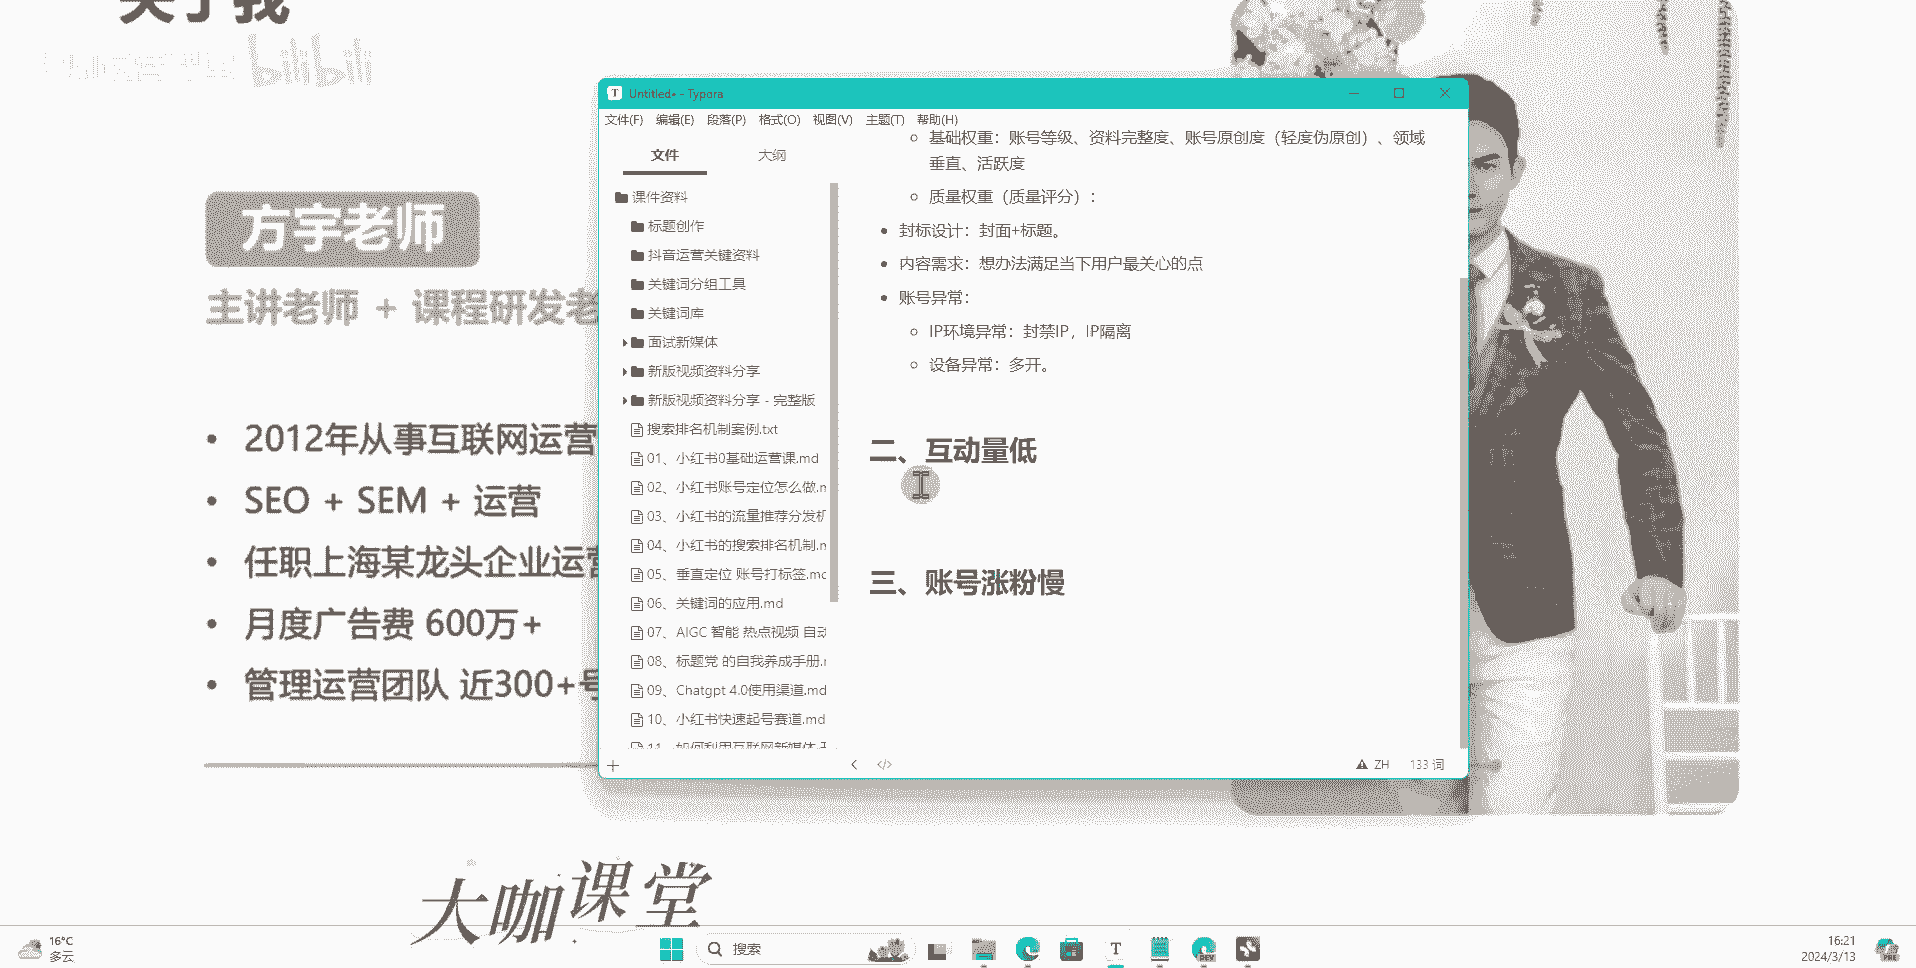 关于我
bilibili
方宇老师
主讲老师 + 课程研发老
• 2012年从事互联网运营
• SEO + SEM + 运营
• 任职上海某龙头企业运营
• 月度广告费 600万+
• 管理运营团队 近300+号
大咖课堂
Untitled• - Typora
文件(F) 编辑(E) 段落(P) 格式(O) 视图(V) 主题(T) 帮助(H)
文件 大纲
课件资料
标题创作
抖音运营关键资料
关键词分组工具
关键词库
面试新媒体
新版视频资料分享
新版视频资料分享 - 完整版
搜索排名机制案例.txt
01、小红书0基础运营课.md
02、小红书账号定位怎么做.m
03、小红书的流量推荐分发机
04、小红书的搜索排名机制.m
05、垂直定位 账号打标签.mc
06、关键词的应用.md
07、AIGC 智能 热点视频 自动
08、标题党 的自我养成手册.r
09、Chatgpt 4.0使用渠道.md
10、小红书快速起号赛道.md
11、如何利用互联网新媒体
基础权重：账号等级、资料完整度、账号原创度（轻度伪原创）、领域
垂直、活跃度
质量权重（质量评分）：
封标设计：封面+标题。
内容需求：想办法满足当下用户最关心的点
账号异常：
IP环境异常：封禁IP，IP隔离
设备异常：多开。
二、互动量低
三、账号涨粉慢
ZH 133 词
16°C
多云
搜索
16:21
2024/3/13